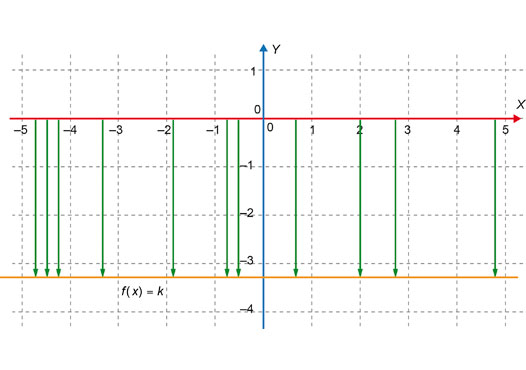 Y
1
0
X
–5 –4 –3 –2 –1 0 1 2 3 4 5
–1
–2
–3
f(x) = k
–4